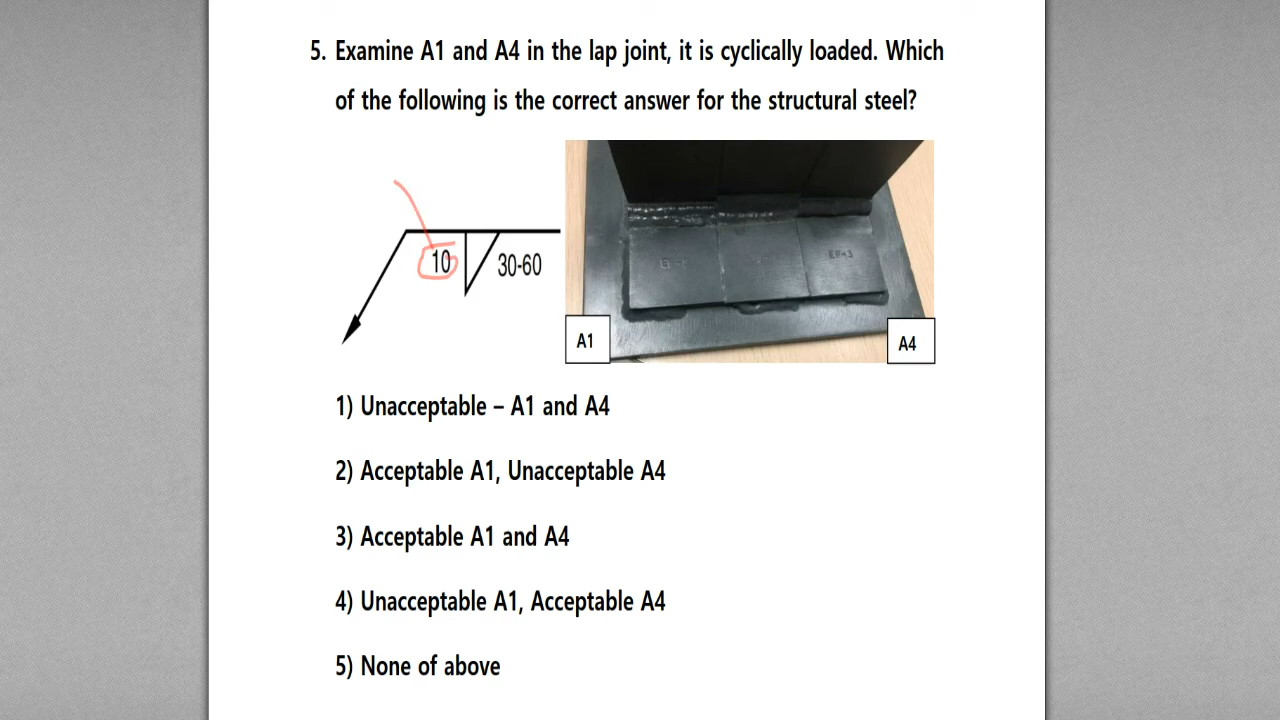 5. Examine A1 and A4 in the lap joint, it is cyclically loaded. Which
of the following is the correct answer for the structural steel?
10
30-60
A1
A4
1) Unacceptable – A1 and A4
2) Acceptable A1, Unacceptable A4
3) Acceptable A1 and A4
4) Unacceptable A1, Acceptable A4
5) None of above